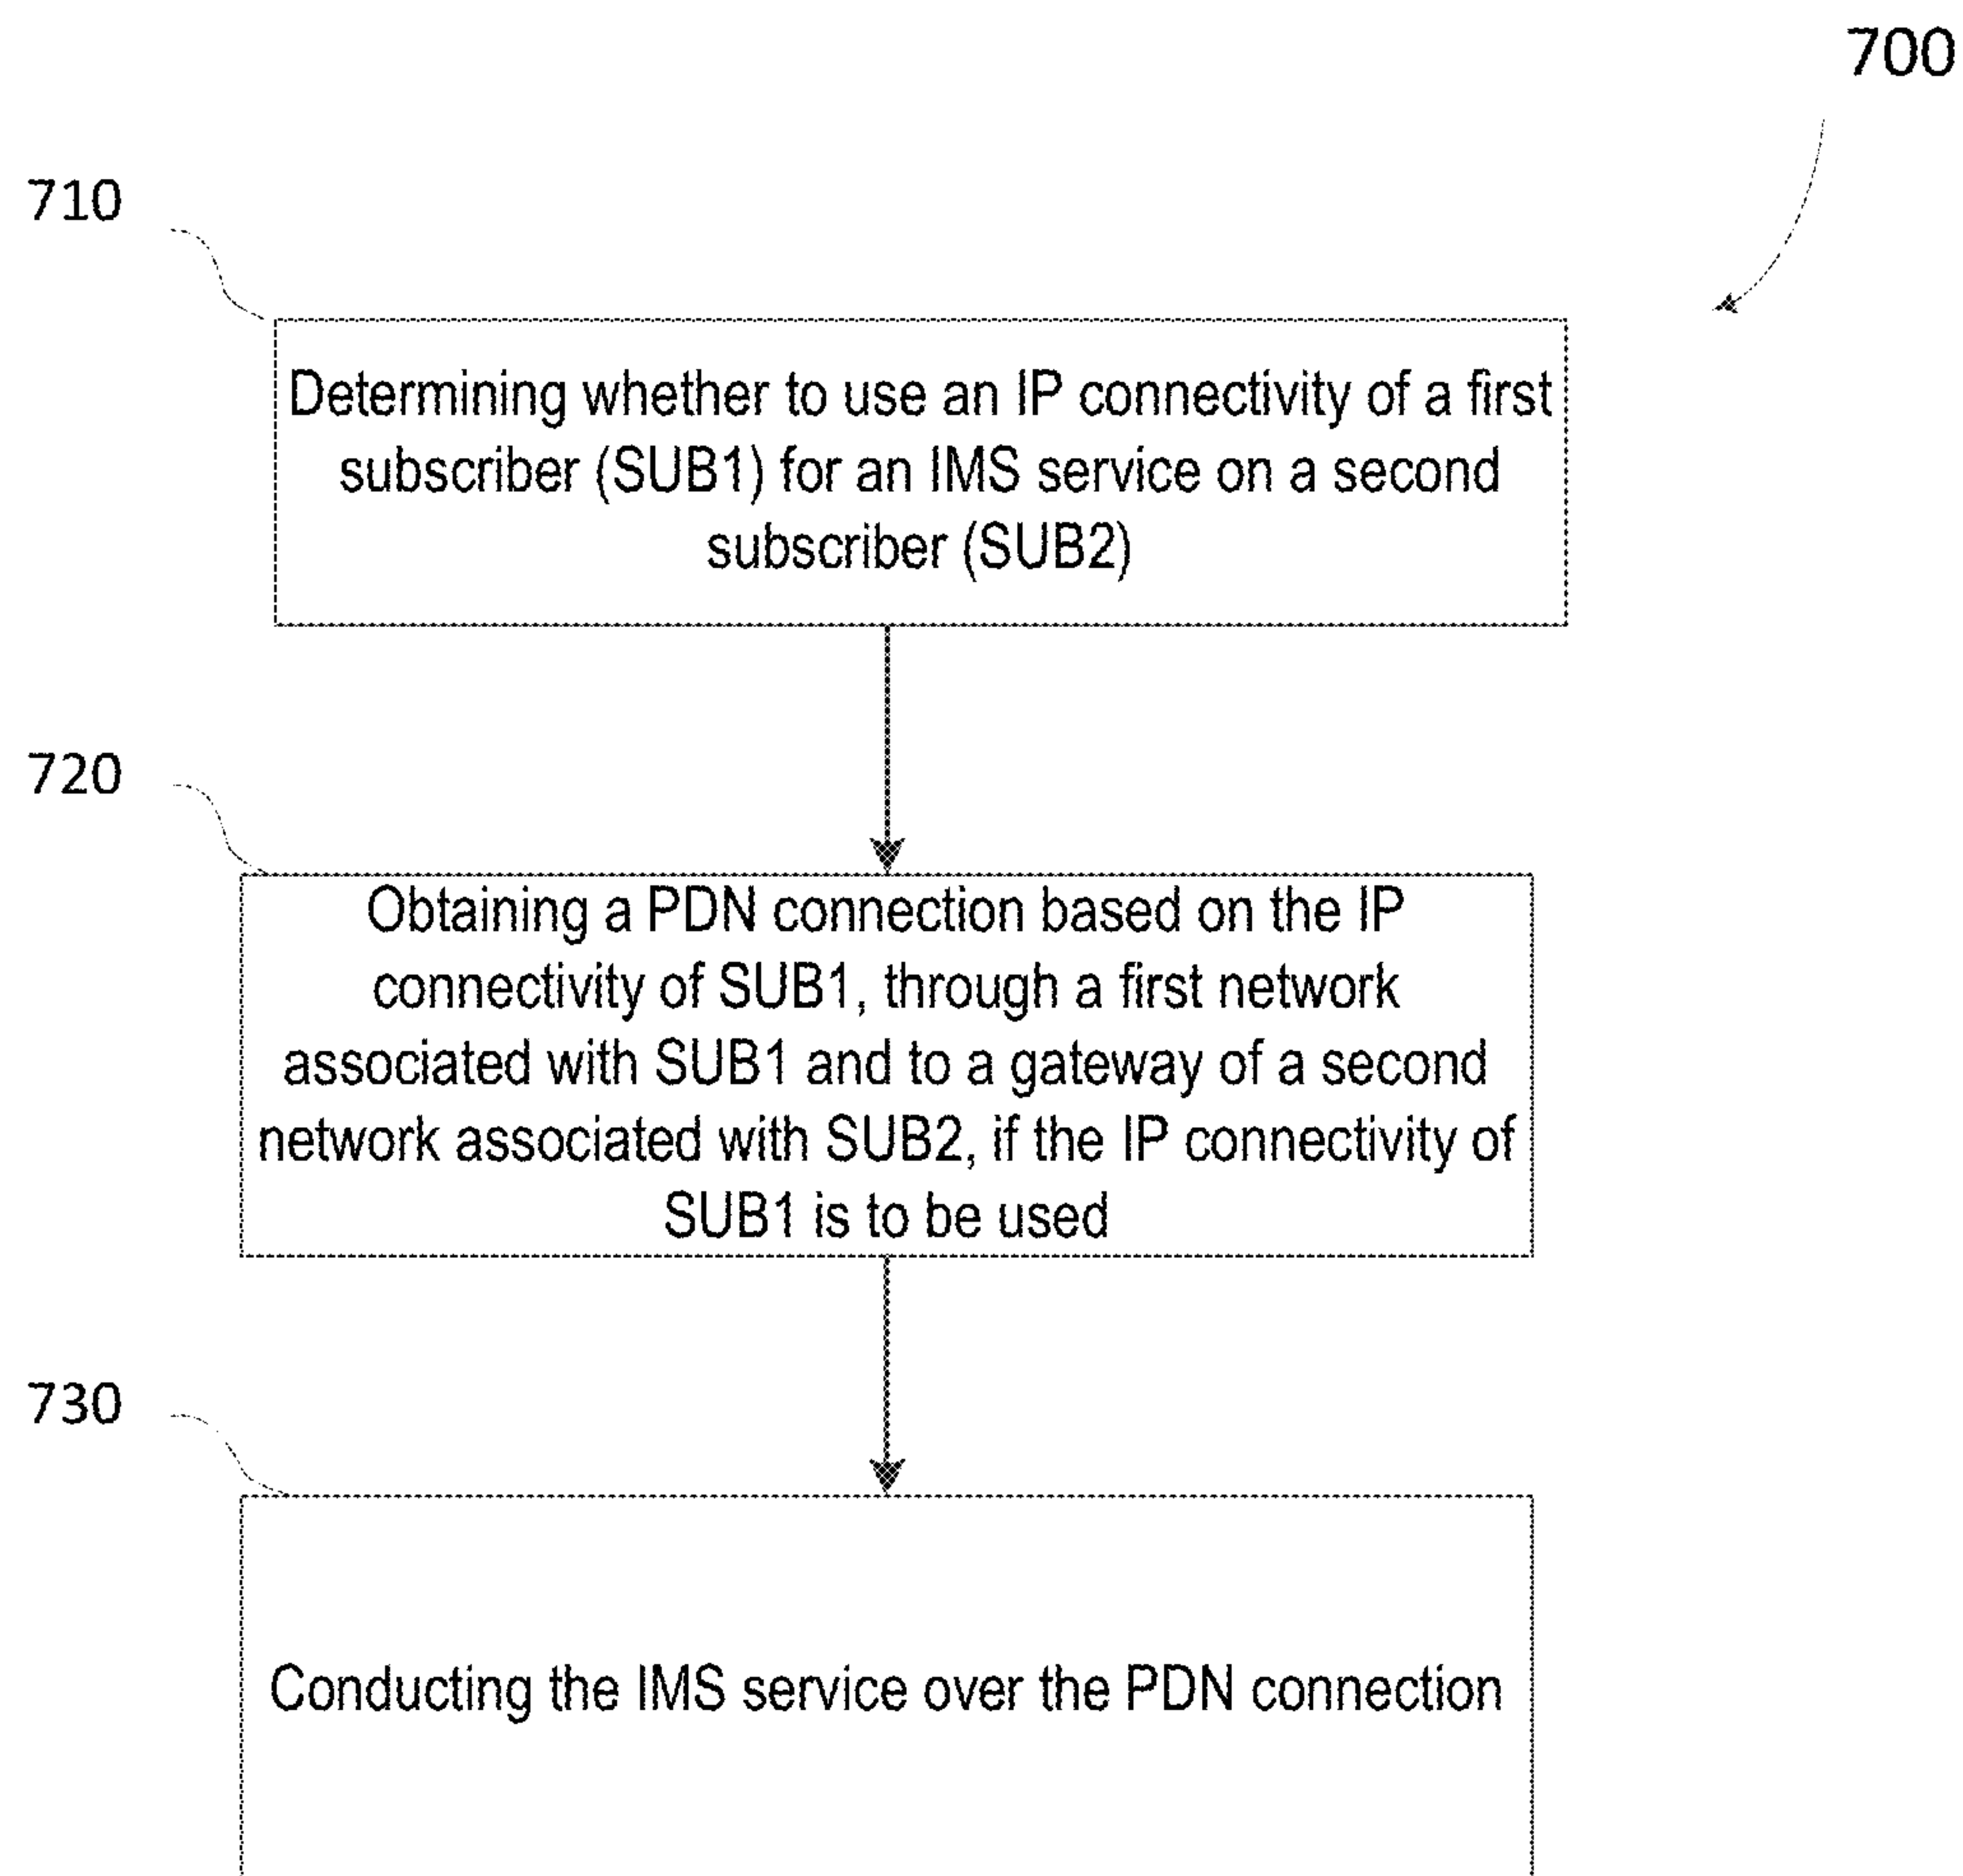 700
710
Determining whether to use an IP connectivity of a first
subscriber (SUB1) for an IMS service on a second
subscriber (SUB2)
720
Obtaining a PDN connection based on the IP
connectivity of SUB1, through a first network
associated with SUB1 and to a gateway of a second
network associated with SUB2, if the IP connectivity of
SUB1 is to be used
730
Conducting the IMS service over the PDN connection